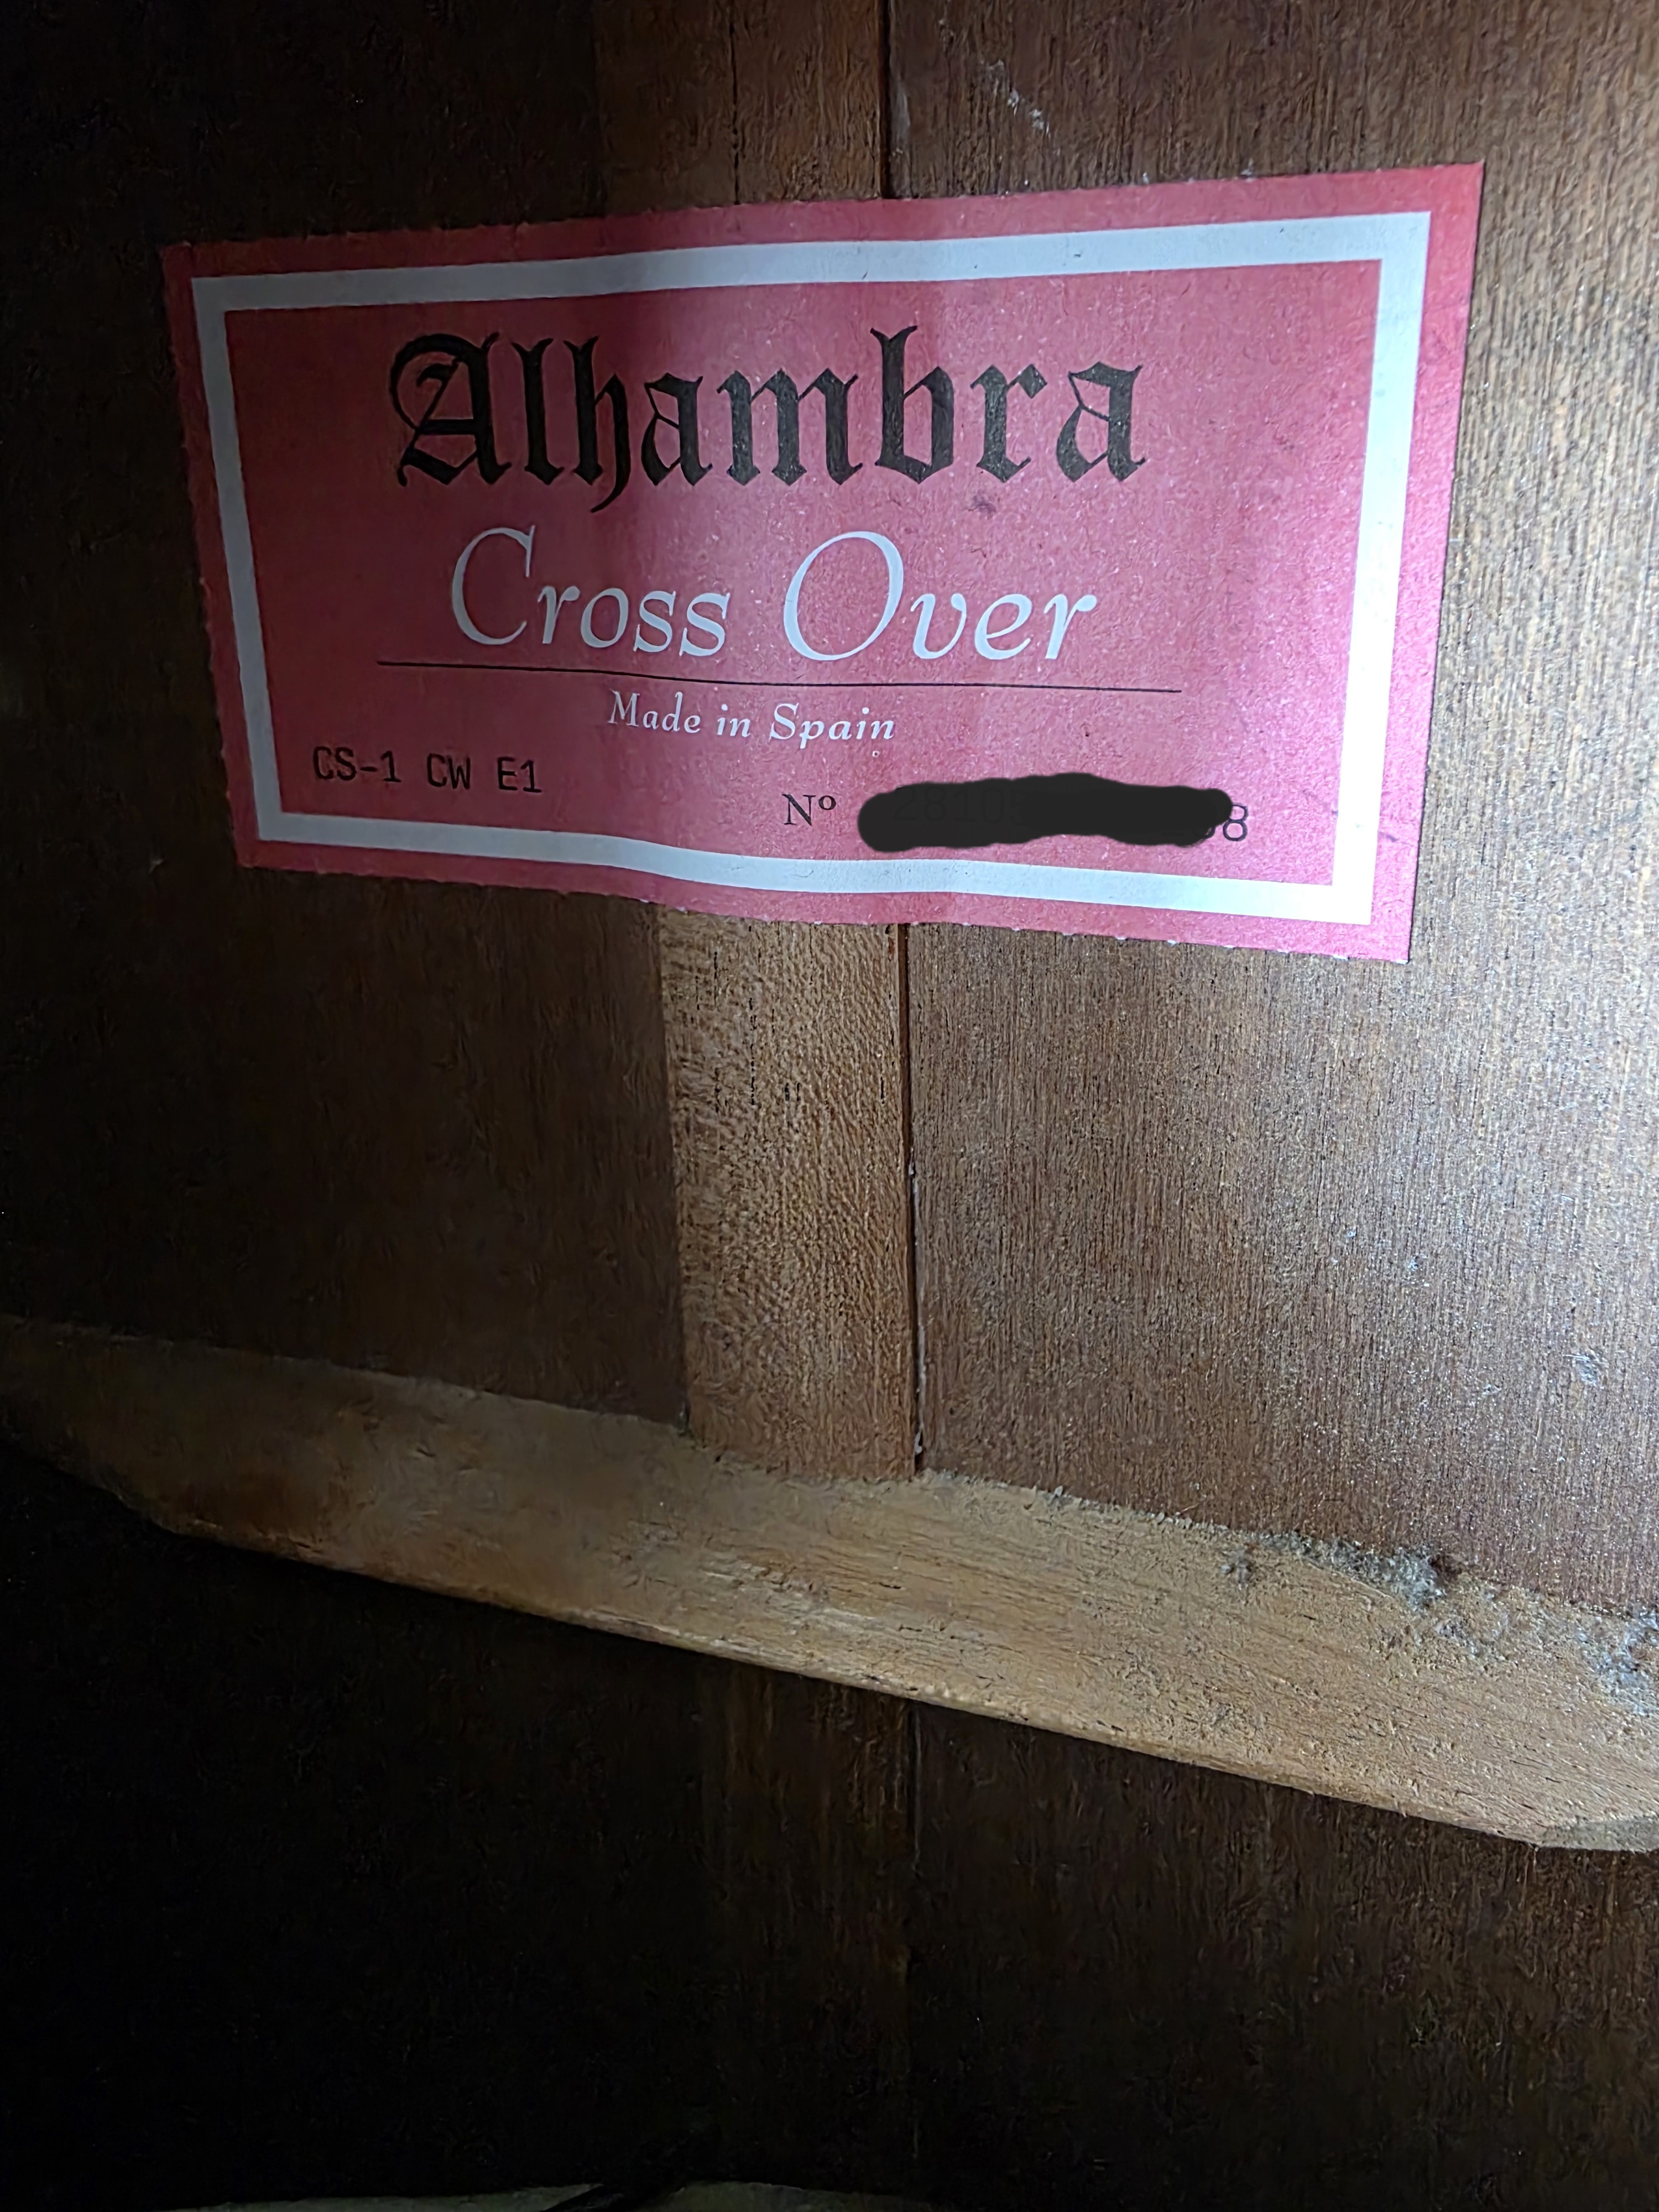 Alhambra
Cross Over
Made in Spain
CS-1 CW E1
Nº